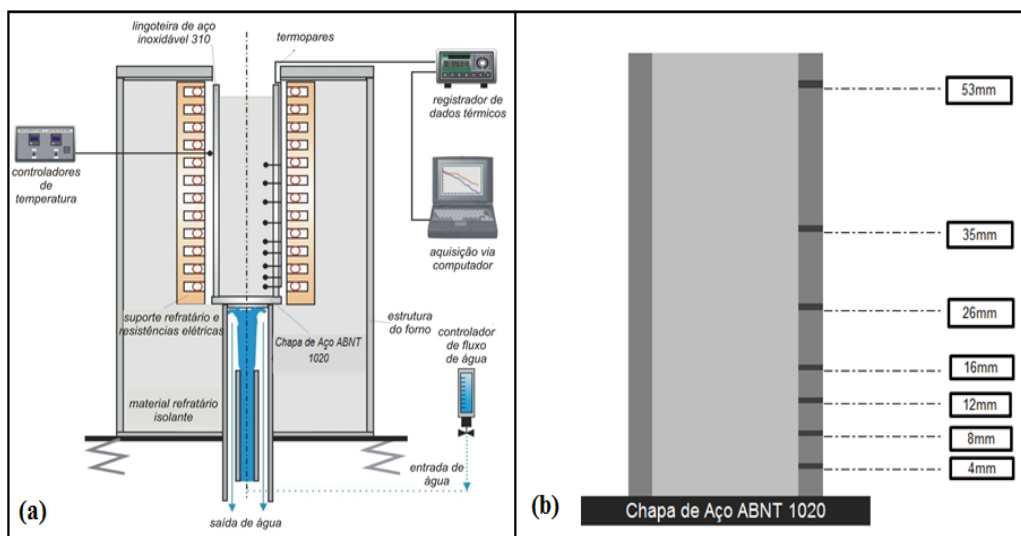 lingoteira de aço
inoxidável 310
termopares
registrador de
dados térmicos
controladores
de
temperatura
aquisição via
computador
suporte refratário e
resistências elétricas
Chapa de Aço ABNT
1020
estrutura
do forno
controlador
de fluxo
de água
material refratário
isolante
entrada de
água
saída de água
(a)
53mm
35mm
26mm
16mm
12mm
8mm
4mm
Chapa de Aço ABNT 1020
(b)